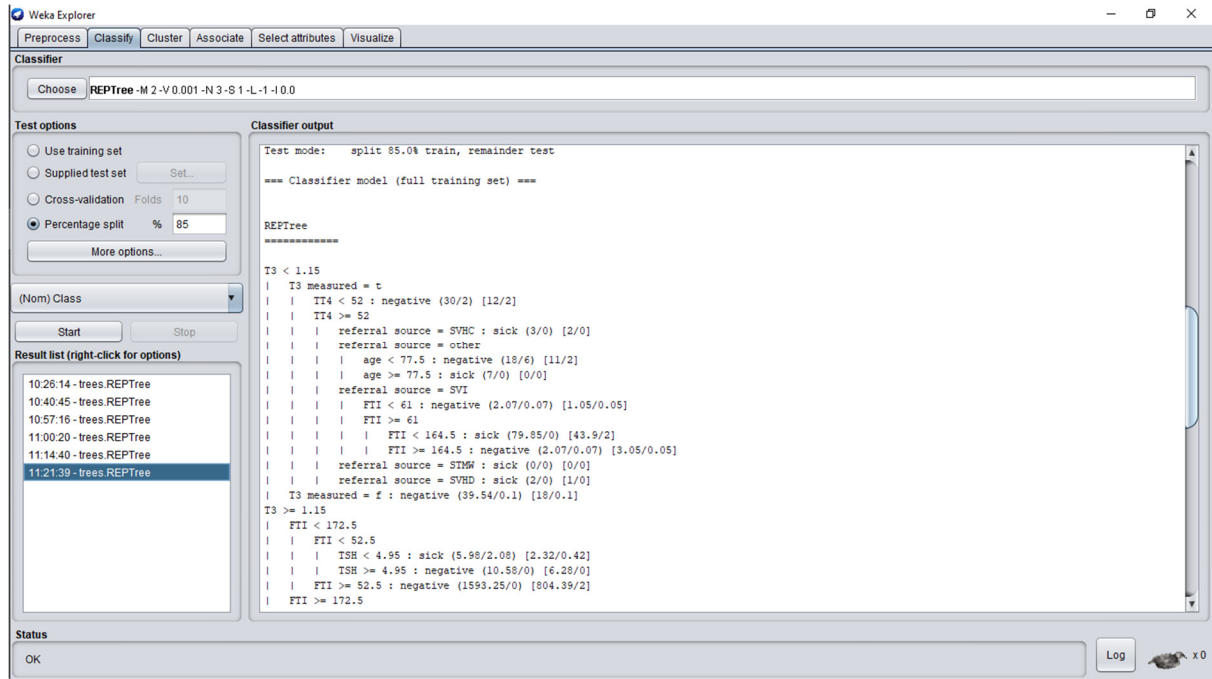 Weka Explorer
Preprocess Classify Cluster Associate Select attributes Visualize
Classifier
Choose REPTree -M 2 -V 0.001 -N 3 -S 1 -L -1 -I 0.0
Test options
Use training set
Supplied test set Set...
Cross-validation Folds 10
Percentage split % 85
More options...
(Nom) Class
Start Stop
Result list (right-click for options)
10:26:14 - trees.REPTree
10:40:45 - trees.REPTree
10:57:16 - trees.REPTree
11:00:20 - trees.REPTree
11:14:40 - trees.REPTree
11:21:39 - trees.REPTree
Classifier output
Test mode:    split 85.0% train, remainder test
=== Classifier model (full training set) ===
REPTree
============
T3 < 1.15
|   T3 measured = t
|   |   TT4 < 52 : negative (30/2) [12/2]
|   |   TT4 >= 52
|   |   |   referral source = SVHC : sick (3/0) [2/0]
|   |   |   referral source = other
|   |   |   |   age < 77.5 : negative (18/6) [11/2]
|   |   |   |   age >= 77.5 : sick (7/0) [0/0]
|   |   |   referral source = SVI
|   |   |   |   FTI < 61 : negative (2.07/0.07) [1.05/0.05]
|   |   |   |   FTI >= 61
|   |   |   |   |   FTI < 164.5 : sick (79.85/0) [43.9/2]
|   |   |   |   |   FTI >= 164.5 : negative (2.07/0.07) [3.05/0.05]
|   |   |   referral source = STMW : sick (0/0) [0/0]
|   |   |   referral source = SVHD : sick (2/0) [1/0]
|   T3 measured = f : negative (39.54/0.1) [18/0.1]
T3 >= 1.15
|   FTI < 172.5
|   |   FTI < 52.5
|   |   |   TSH < 4.95 : sick (5.98/2.08) [2.32/0.42]
|   |   |   TSH >= 4.95 : negative (10.58/0) [6.28/0]
|   |   FTI >= 52.5 : negative (1593.25/0) [804.39/2]
|   FTI >= 172.5
Status
OK
Log
x 0